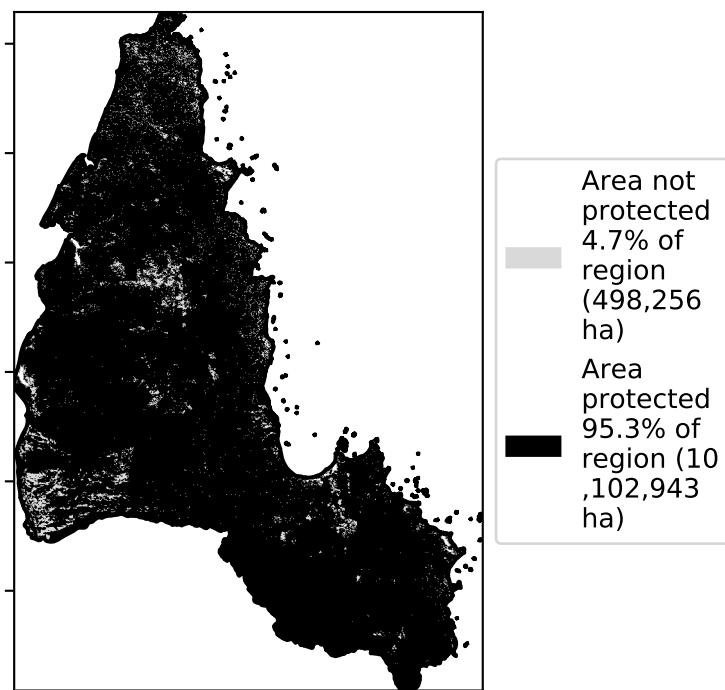 Area not
protected
4.7% of
region
(498,256
ha)
Area
protected
95.3% of
region (10
,102,943
ha)